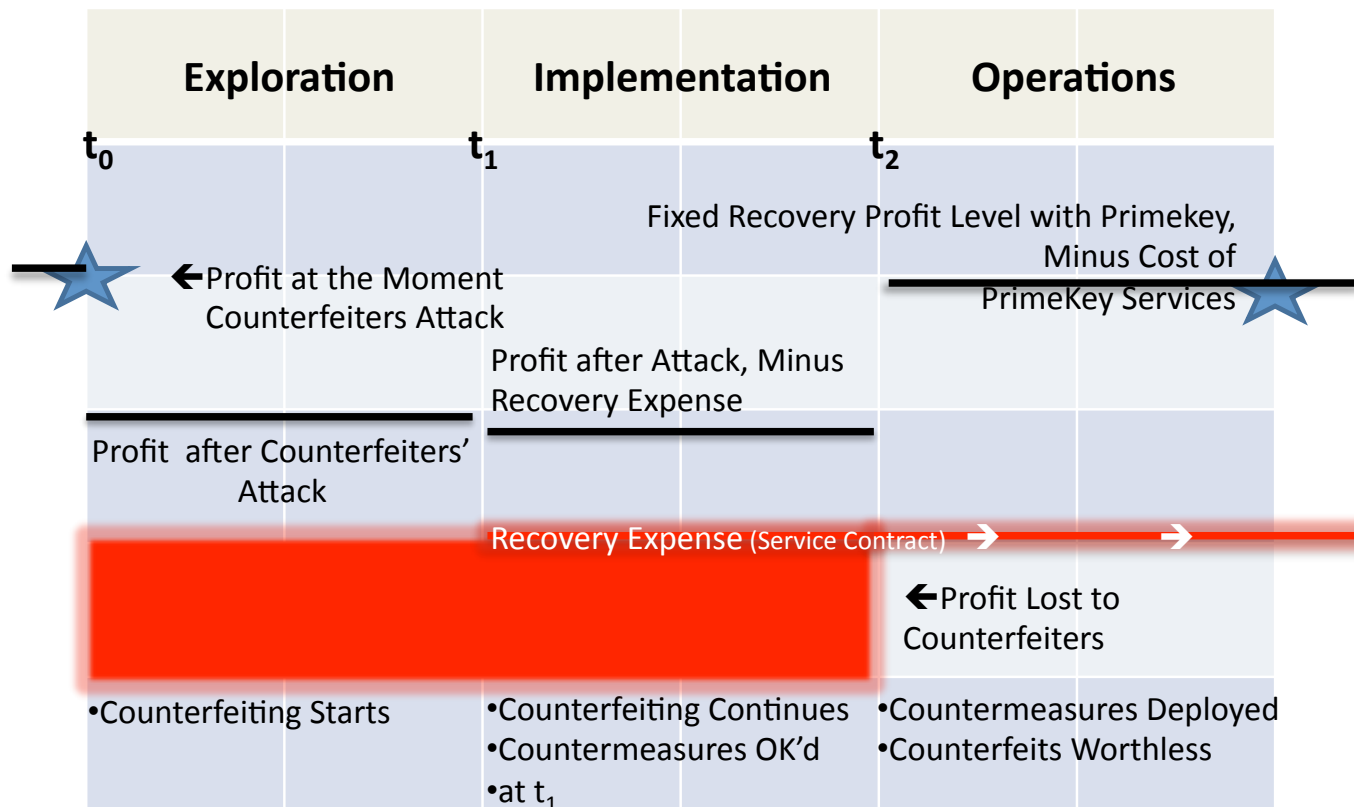 Exploration
Implementation
Operations
t₀
t₁
t₂
Fixed Recovery Profit Level with Primekey,
Minus Cost of
PrimeKey Services
←Profit at the Moment
Counterfeiters Attack
Profit after Attack, Minus
Recovery Expense
Profit after Counterfeiters’
Attack
Recovery Expense (Service Contract) → →
←Profit Lost to
Counterfeiters
•Counterfeiting Starts
•Counterfeiting Continues
•Countermeasures OK’d
•at t₁
•Countermeasures Deployed
•Counterfeits Worthless